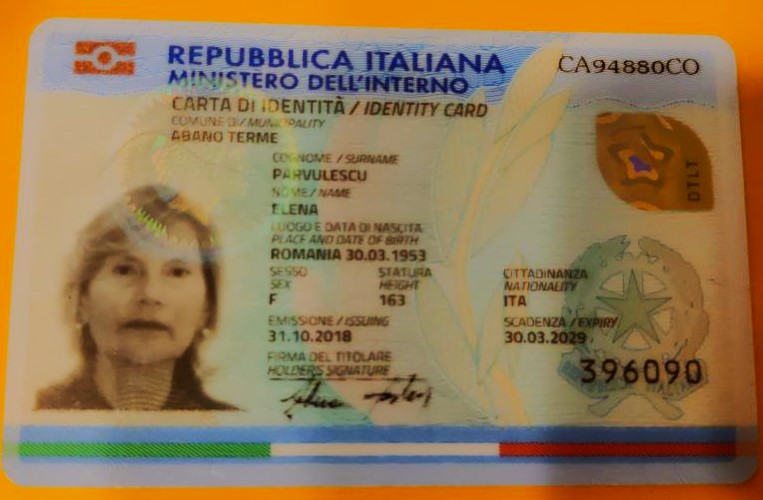 REPUBBLICA ITALIANA
MINISTERO DELL'INTERNO
CA94880CO
CARTA DI IDENTITÀ / IDENTITY CARD
COMUNE DI / MUNICIPALITY
ABANO TERME
COGNOME / SURNAME
PARVULESCU
NOME / NAME
ELENA
LUOGO E DATA DI NASCITA
PLACE AND DATE OF BIRTH
ROMANIA 30.03.1953
SESSO STATURA CITTADINANZA
SEX HEIGHT NATIONALITY
F 163 ITA
EMISSIONE / ISSUING SCADENZA / EXPIRY
31.10.2018 30.03.2029
FIRMA DEL TITOLARE
HOLDER'S SIGNATURE
396090
DTLT